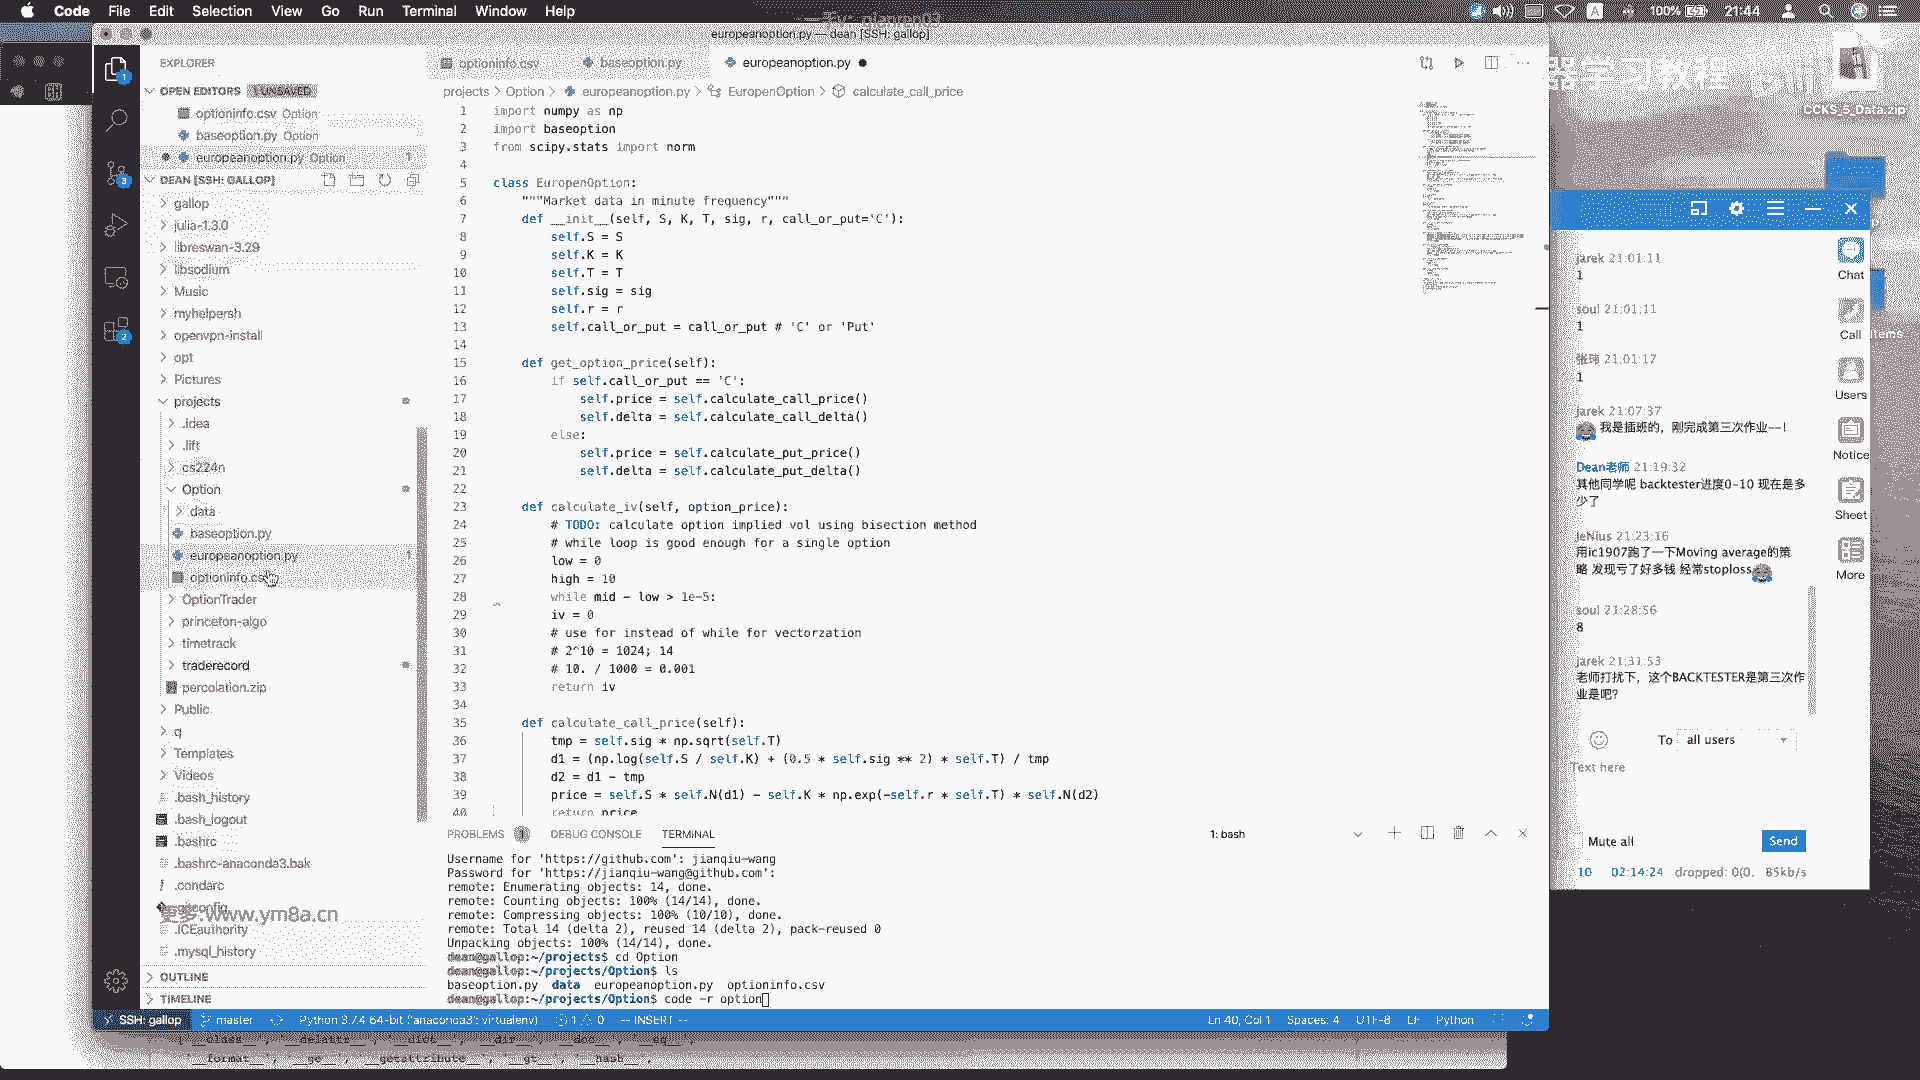 Code File Edit Selection View Go Run Terminal Window Help
100% 21:44
europeanoption.py — dean [SSH: gallop]
EXPLORER
OPEN EDITORS 1 UNSAVED
optioninfo.csv Option
baseoption.py Option
europeanoption.py Option 1
DEAN [SSH: GALLOP]
gallop
julia-1.3.0
libreswan-3.29
libsodium
Music
myhelpersh
openvpn-install
opt
Pictures
projects
.idea
.lift
cs224n
Option
data
baseoption.py
europeanoption.py 1
optioninfo.cs
OptionTrader
princeton-algo
timetrack
traderecord
percolation.zip
Public
q
Templates
Videos
.bash_history
.bash_logout
.bashrc
.bashrc-anaconda3.bak
.condarc
.gitconfig
更多:www.ym8a.cn
.ICEauthority
.mysql_history
OUTLINE
TIMELINE
optioninfo.csv baseoption.py europeanoption.py
projects > Option > europeanoption.py > EuropenOption > calculate_call_price
1 import numpy as np
2 import baseoption
3 from scipy.stats import norm
4
5 class EuropenOption:
6 """Market data in minute frequency"""
7 def __init__(self, S, K, T, sig, r, call_or_put='C'):
8 self.S = S
9 self.K = K
10 self.T = T
11 self.sig = sig
12 self.r = r
13 self.call_or_put = call_or_put # 'C' or 'Put'
14
15 def get_option_price(self):
16 if self.call_or_put == 'C':
17 self.price = self.calculate_call_price()
18 self.delta = self.calculate_call_delta()
19 else:
20 self.price = self.calculate_put_price()
21 self.delta = self.calculate_put_delta()
22
23 def calculate_iv(self, option_price):
24 # TODO: calculate option implied vol using bisection method
25 # while loop is good enough for a single option
26 low = 0
27 high = 10
28 while mid - low > 1e-5:
29 iv = 0
30 # use for instead of while for vectorzation
31 # 2^10 = 1024; 14
32 # 10. / 1000 = 0.001
33 return iv
34
35 def calculate_call_price(self):
36 tmp = self.sig * np.sqrt(self.T)
37 d1 = (np.log(self.S / self.K) + (0.5 * self.sig ** 2) * self.T) / tmp
38 d2 = d1 - tmp
39 price = self.S * self.N(d1) - self.K * np.exp(-self.r * self.T) * self.N(d2)
40 return price
PROBLEMS 1 DEBUG CONSOLE TERMINAL 1: bash
Username for 'https://github.com': jianqiu-wang
Password for 'https://jianqiu-wang@github.com':
remote: Enumerating objects: 14, done.
remote: Counting objects: 100% (14/14), done.
remote: Compressing objects: 100% (10/10), done.
remote: Total 14 (delta 2), reused 14 (delta 2), pack-reused 0
Unpacking objects: 100% (14/14), done.
dean@gallop:~/projects$ cd Option
dean@gallop:~/projects/Option$ ls
baseoption.py data europeanoption.py optioninfo.csv
dean@gallop:~/projects/Option$ code -r option
SSH: gallop master Python 3.7.4 64-bit ('anaconda3': virtualenv) 1 0 -- INSERT -- Ln 40, Col 1 Spaces: 4 UTF-8 LF Python
器学习教程
CCKS_5_Data.zip
jarek 21:01:11
1
soul 21:01:11
1
张玮 21:01:17
1
jarek 21:07:37
我是插班的，刚完成第三次作业--！
Dean老师 21:19:32
其他同学呢 backtester进度0-10 现在是多
少了
JeNius 21:23:16
用ic1907跑了一下Moving average的策
略 发现亏了好多钱 经常stoploss
soul 21:28:56
8
jarek 21:31:53
老师打扰下，这个BACKTESTER是第三次作
业是吧?
To all users
Text here
Mute all Send
10 02:14:24 dropped: 0(0. 85kb/s
Chat
Call
Users
Notice
Sheet
More